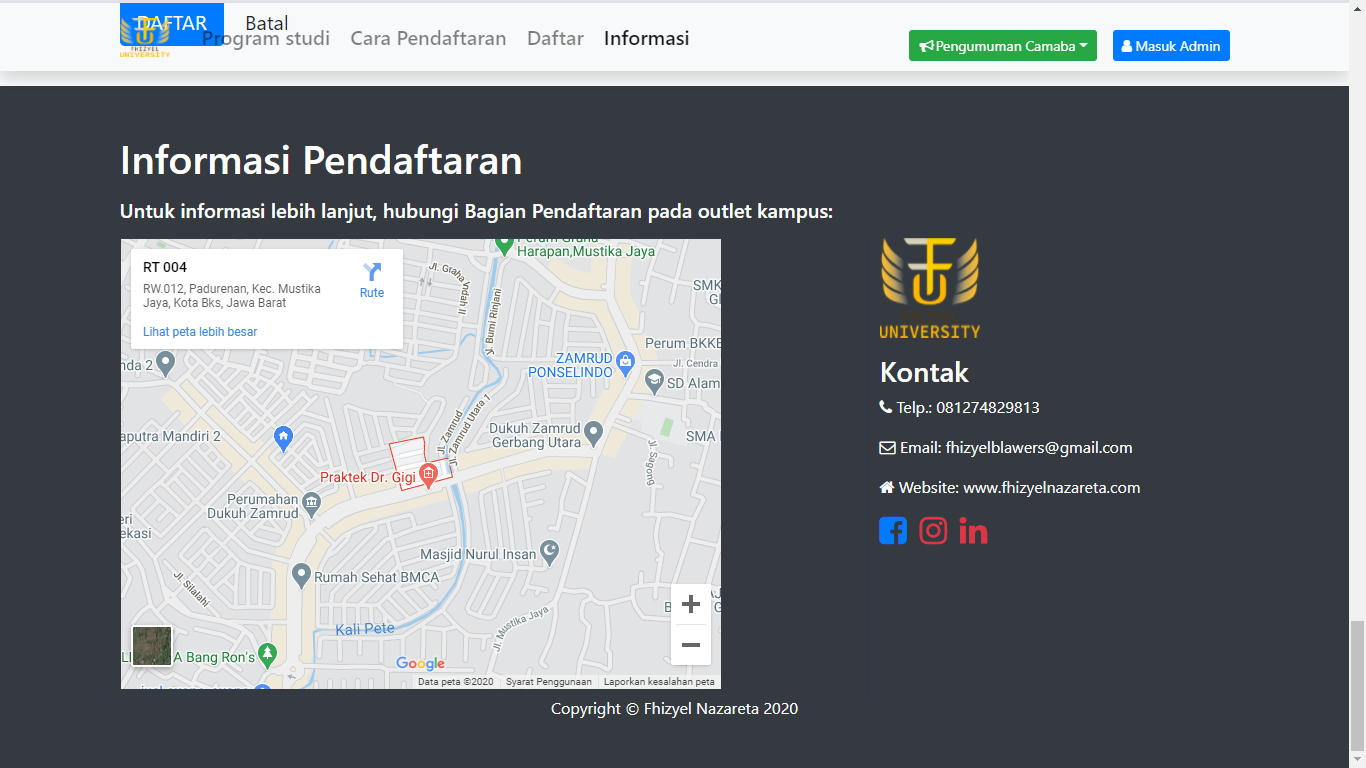 DAFTAR
Batal
FHIZYEL
UNIVERSITY
Program studi
Cara Pendaftaran
Daftar
Informasi
Pengumuman Camaba
Masuk Admin
Informasi Pendaftaran
Untuk informasi lebih lanjut, hubungi Bagian Pendaftaran pada outlet kampus:
RT 004
RW.012, Padurenan, Kec. Mustika
Jaya, Kota Bks, Jawa Barat
Rute
Lihat peta lebih besar
Perum Graha
Harapan,Mustika Jaya
Jl. Graha Indah II
Jl. Bumi Rinjani
SMK
Perum BKKB
Jl. Cendra
ZAMRUD
PONSELINDO
SD Alam
nda 2
aputra Mandiri 2
Jl. Zamrud
Jl. Zamrud Utara 1
Dukuh Zamrud
Gerbang Utara
SMA
Jl. Sagong
Praktek Dr. Gigi
Perumahan
Dukuh Zamrud
eri
ekasi
Masjid Nurul Insan
Jl. Silalahi
Rumah Sehat BMCA
Jl. Mustika Jaya
Kali Pete
A Bang Ron's
Google
Data peta ©2020
Syarat Penggunaan
Laporkan kesalahan peta
UNIVERSITY
Kontak
Telp.: 081274829813
Email: fhizyelblawers@gmail.com
Website: www.fhizyelnazareta.com
Copyright © Fhizyel Nazareta 2020